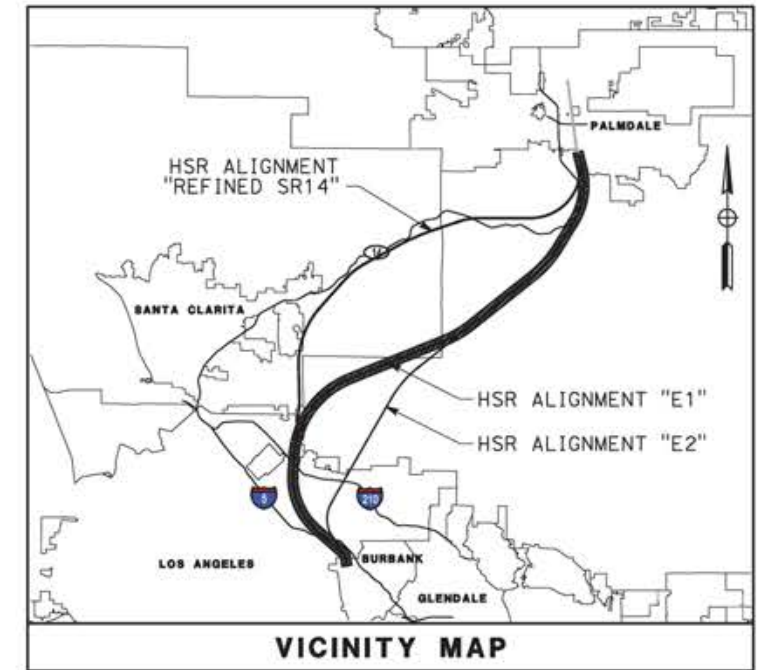 PALMDALE
HSR ALIGNMENT
"REFINED SR14"
14
SANTA CLARITA
HSR ALIGNMENT "E1"
HSR ALIGNMENT "E2"
5
210
LOS ANGELES
BURBANK
GLENDALE
VICINITY MAP